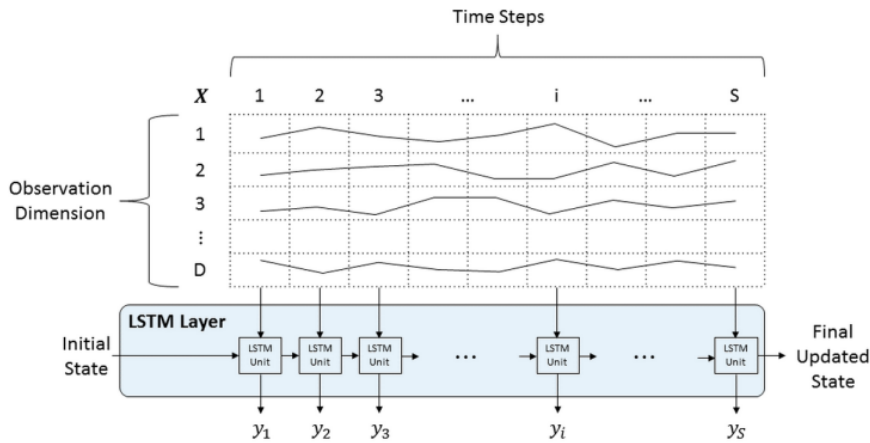 Time Steps
X 1 2 3 ... i ... S
1
2
3
⋮
D
Observation
Dimension
LSTM Layer
Initial
State
LSTM
Unit
LSTM
Unit
LSTM
Unit
...
LSTM
Unit
...
LSTM
Unit
Final
Updated
State
y₁ y₂ y₃ yᵢ y_S